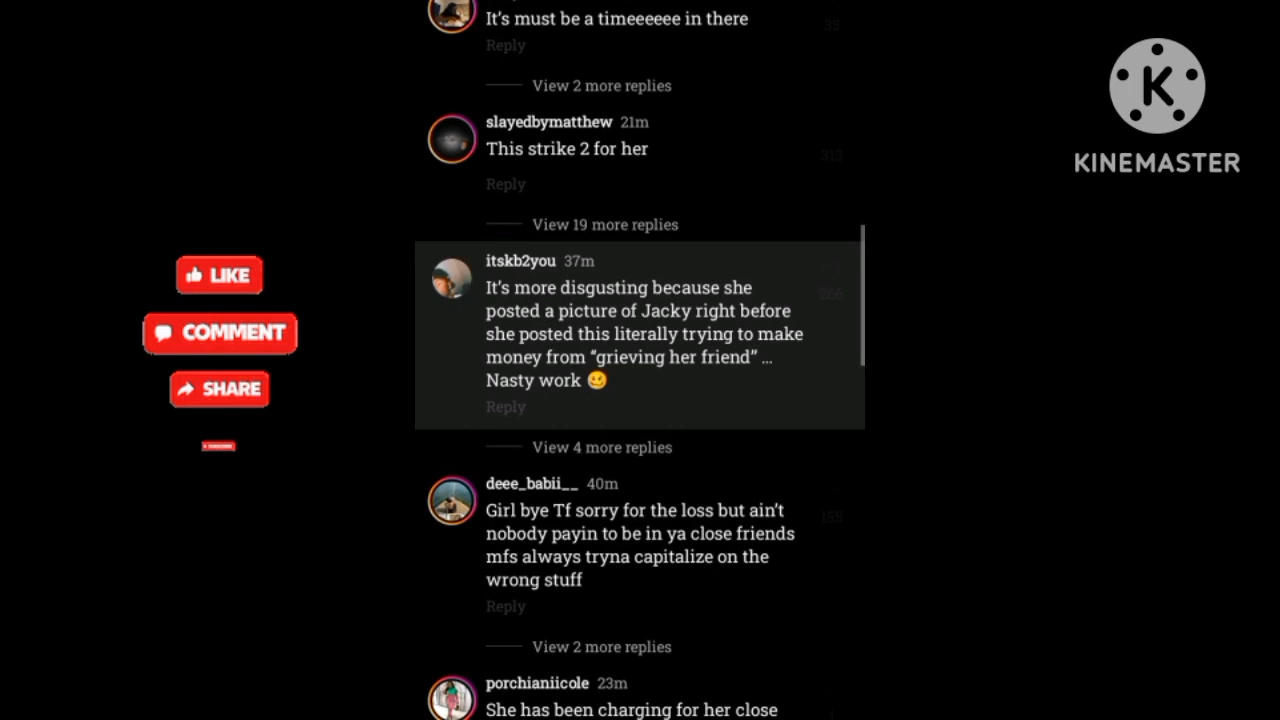 It's must be a timeeeeee in there
35
Reply
View 2 more replies
slayedbymatthew 21m
This strike 2 for her
313
Reply
View 19 more replies
itskb2you 37m
It's more disgusting because she
posted a picture of Jacky right before
she posted this literally trying to make
money from “grieving her friend” ...
Nasty work 🥴
266
Reply
View 4 more replies
deee_babii__ 40m
Girl bye Tf sorry for the loss but ain't
nobody payin to be in ya close friends
mfs always tryna capitalize on the
wrong stuff
155
Reply
View 2 more replies
porchianiicole 23m
She has been charging for her close
LIKE
COMMENT
SHARE
K
KINEMASTER